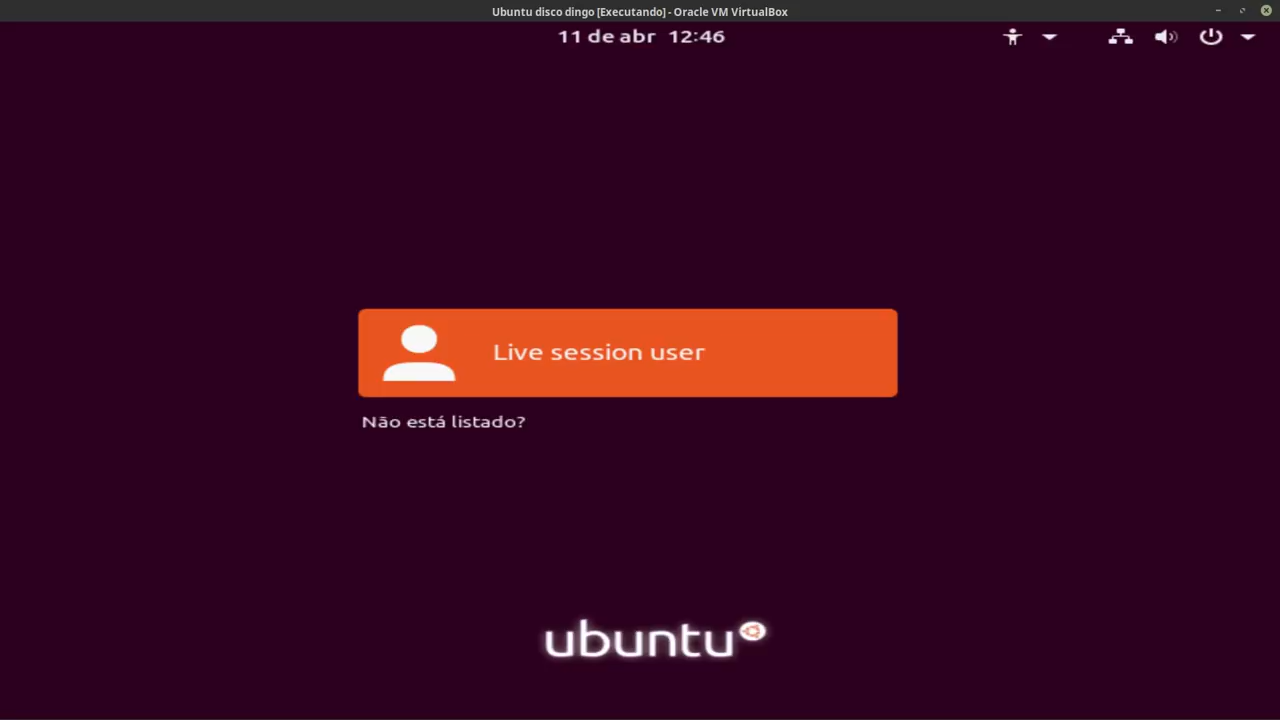 Ubuntu disco dingo [Executando] - Oracle VM VirtualBox
11 de abr 12:46
Live session user
Não está listado?
ubuntu